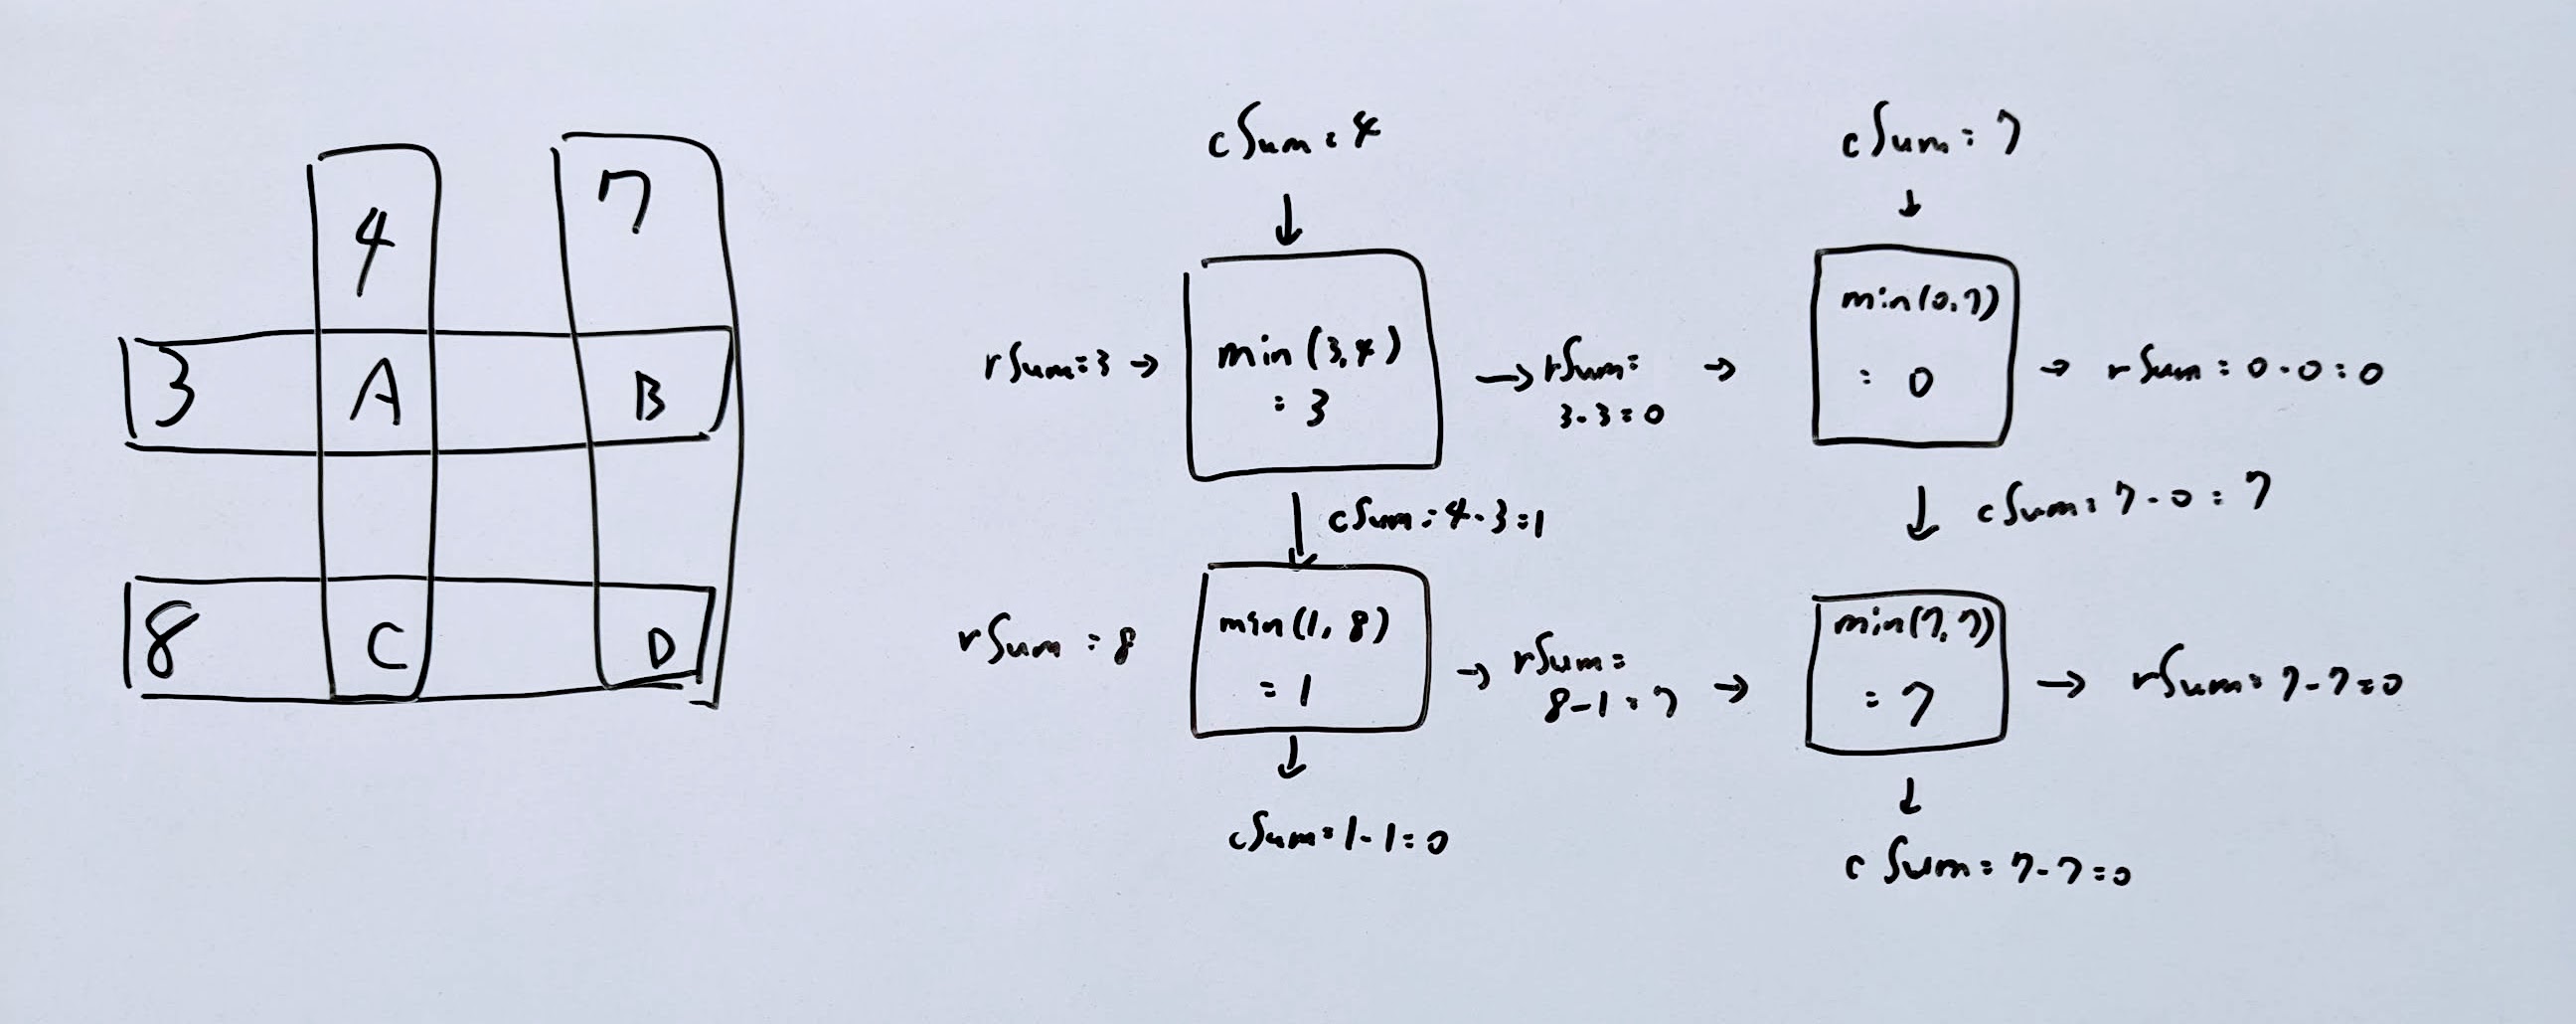 4
7
3
A
B
8
C
D
cSum = 4
cSum = 7
rSum = 3 →
min (3,4)
= 3
→ rSum =
3-3=0
→
min(0,7)
= 0
→ rSum = 0-0=0
cSum = 4-3=1
cSum = 7-0=7
rSum = 8
min(1, 8)
= 1
→ rSum =
8-1=7
→
min(7,7)
= 7
→ rSum = 7-7=0
cSum = 1-1=0
cSum = 7-7=0